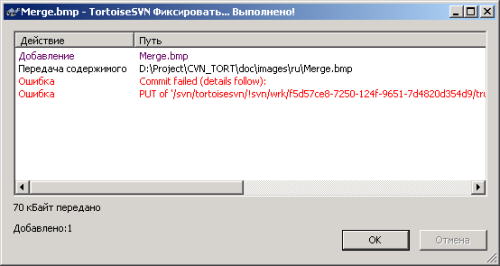 Merge.bmp - TortoiseSVN Фиксировать... Выполнено!
Действие Путь
Добавление Merge.bmp
Передача содержимого D:\Project\CVN_TORT\doc\images\ru\Merge.bmp
Ошибка Commit failed (details follow):
Ошибка PUT of '/svn/tortoisesvn/!svn/wrk/f5d57ce8-7250-124f-9651-7d4820d354d9/tru
70 кБайт передано
Добавлено:1
OK Отмена